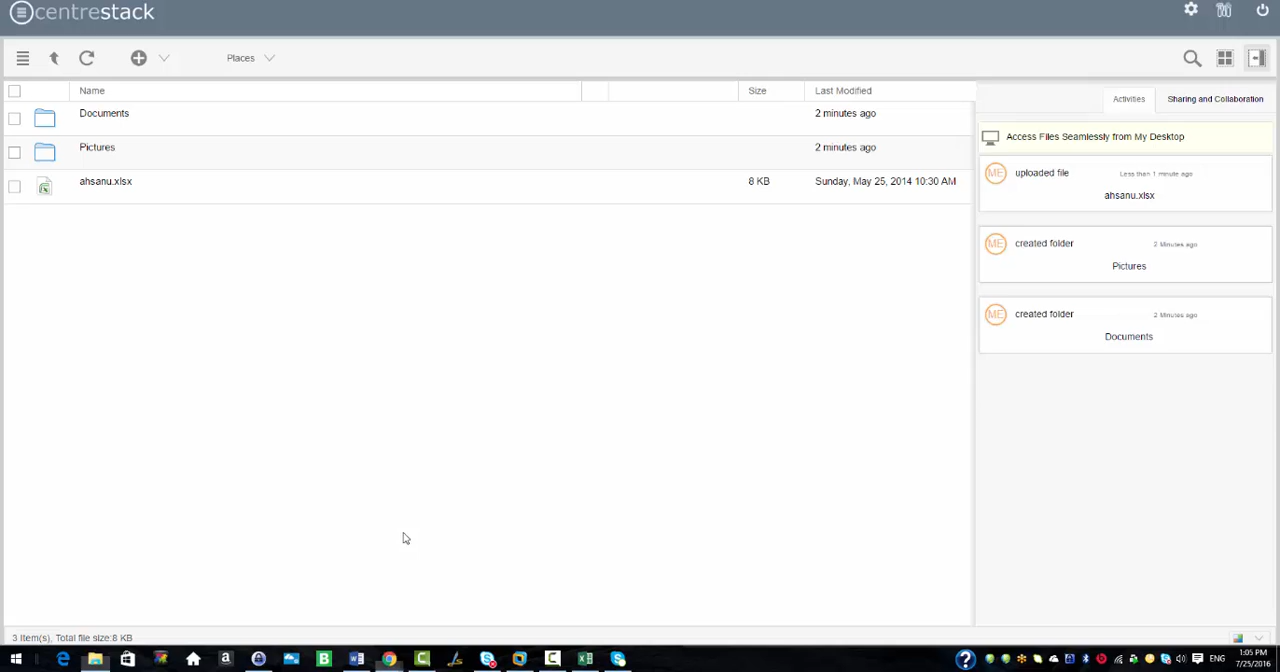 centrestack
Places
Name Size Last Modified
Activities Sharing and Collaboration
Documents 2 minutes ago
Access Files Seamlessly from My Desktop
Pictures 2 minutes ago
ME uploaded file Less than 1 minute ago
ahsanu.xlsx
ahsanu.xlsx 8 KB Sunday, May 25, 2014 10:30 AM
ME created folder 2 Minutes ago
Pictures
ME created folder 2 Minutes ago
Documents
3 Item(s), Total file size:8 KB
ENG
1:05 PM
7/25/2016